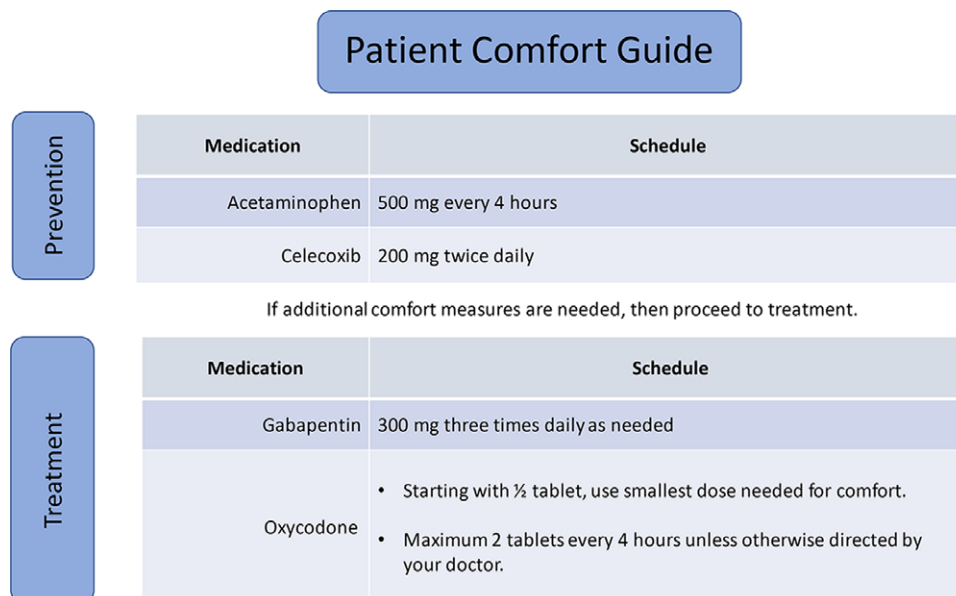 Patient Comfort Guide
Prevention
Medication Schedule
Acetaminophen 500 mg every 4 hours
Celecoxib 200 mg twice daily
If additional comfort measures are needed, then proceed to treatment.
Treatment
Medication Schedule
Gabapentin 300 mg three times daily as needed
Oxycodone
• Starting with ½ tablet, use smallest dose needed for comfort.
• Maximum 2 tablets every 4 hours unless otherwise directed by
your doctor.